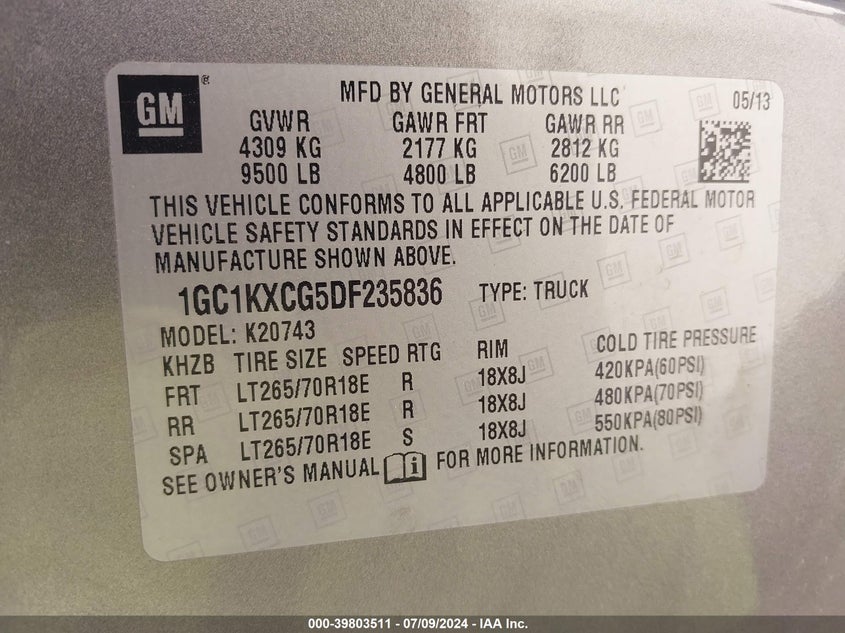 GM
MFD BY GENERAL MOTORS LLC 05/13
GVWR GAWR FRT GAWR RR
4309 KG 2177 KG 2812 KG
9500 LB 4800 LB 6200 LB
THIS VEHICLE CONFORMS TO ALL APPLICABLE U.S. FEDERAL MOTOR
VEHICLE SAFETY STANDARDS IN EFFECT ON THE DATE OF
MANUFACTURE SHOWN ABOVE.
1GC1KXCG5DF235836 TYPE: TRUCK
MODEL: K20743
KHZB TIRE SIZE SPEED RTG RIM COLD TIRE PRESSURE
FRT LT265/70R18E R 18X8J 420KPA(60PSI)
RR LT265/70R18E R 18X8J 480KPA(70PSI)
SPA LT265/70R18E S 18X8J 550KPA(80PSI)
SEE OWNER'S MANUAL i FOR MORE INFORMATION.
000-39803511 - 07/09/2024 - IAA Inc.